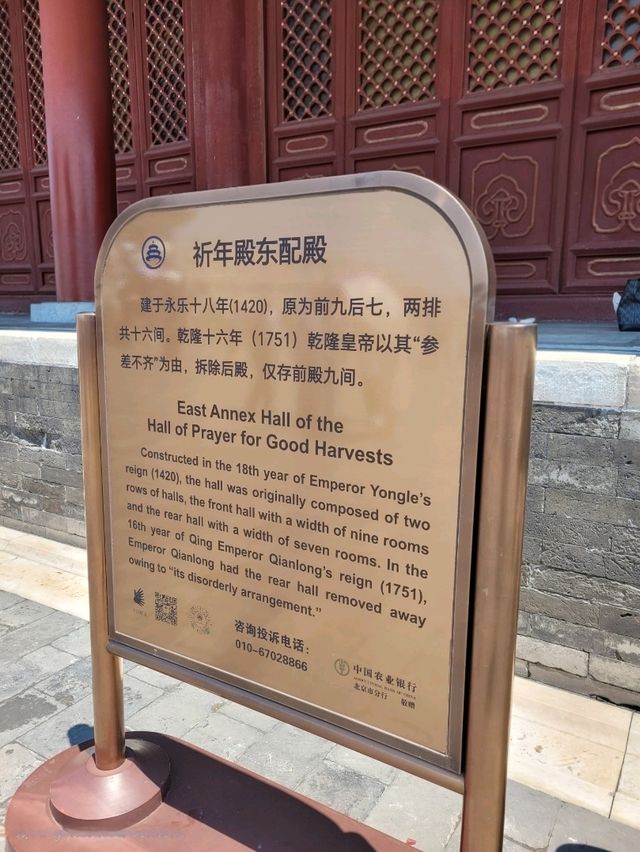 祈年殿东配殿
建于永乐十八年(1420)，原为前九后七，两排
共十六间。乾隆十六年（1751）乾隆皇帝以其“参
差不齐”为由，拆除后殿，仅存前殿九间。
East Annex Hall of the
Hall of Prayer for Good Harvests
Constructed in the 18th year of Emperor Yongle's
reign (1420), the hall was originally composed of two
rows of halls, the front hall with a width of nine rooms
and the rear hall with a width of seven rooms. In the
16th year of Qing Emperor Qianlong's reign (1751),
Emperor Qianlong had the rear hall removed away
owing to “its disorderly arrangement.”
咨询投诉电话：
010-67028866
中国农业银行
AGRICULTURAL BANK OF CHINA
北京市分行 敬赠